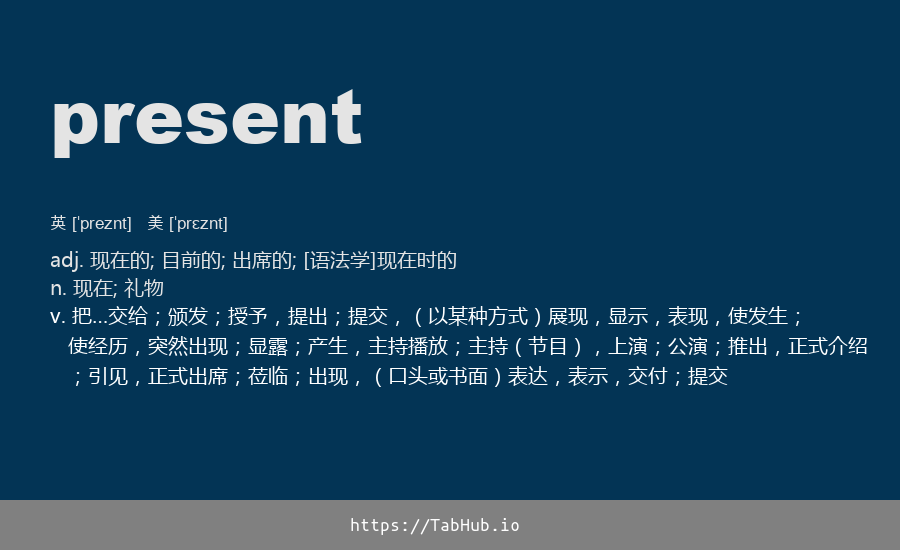 present
英 [ˈpreznt] 美 [ˈprɛznt]
adj. 现在的; 目前的; 出席的; [语法学]现在时的
n. 现在; 礼物
v. 把...交给；颁发；授予，提出；提交，（以某种方式）展现，显示，表现，使发生；
使经历，突然出现；显露；产生，主持播放；主持（节目），上演；公演；推出，正式介绍
；引见，正式出席；莅临；出现，（口头或书面）表达，表示，交付；提交
https://TabHub.io